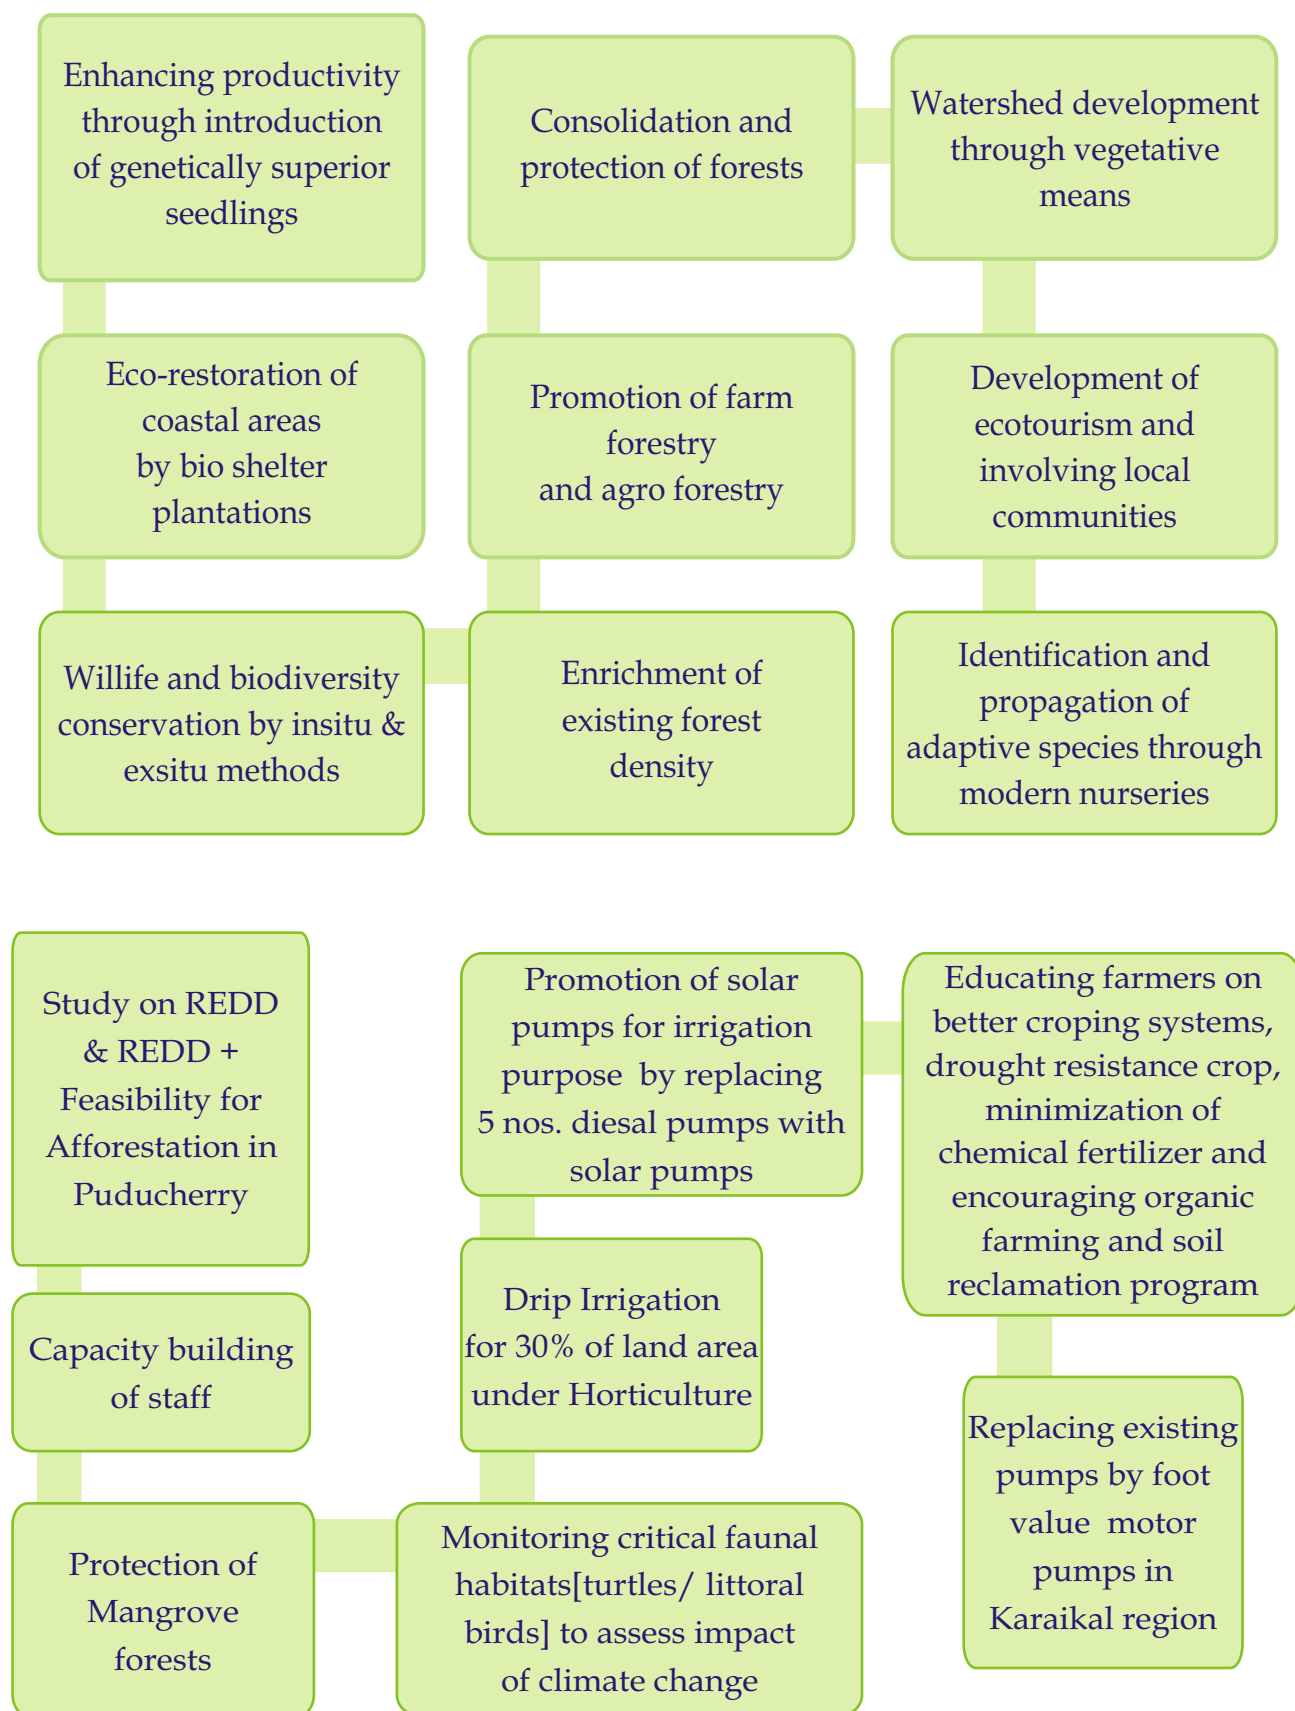 Enhancing productivity
through introduction
of genetically superior
seedlings
Eco-restoration of
coastal areas
by bio shelter
plantations
Willife and biodiversity
conservation by insitu &
exsitu methods
Enrichment of
existing forest
density
Promotion of farm
forestry
and agro forestry
Consolidation and
protection of forests
Watershed development
through vegetative
means
Development of
ecotourism and
involving local
communities
Identification and
propagation of
adaptive species through
modern nurseries
Study on REDD
& REDD +
Feasibility for
Afforestation in
Puducherry
Capacity building
of staff
Protection of
Mangrove
forests
Monitoring critical faunal
habitats[turtles/ littoral
birds] to assess impact
of climate change
Drip Irrigation
for 30% of land area
under Horticulture
Promotion of solar
pumps for irrigation
purpose by replacing
5 nos. diesal pumps with
solar pumps
Educating farmers on
better croping systems,
drought resistance crop,
minimization of
chemical fertilizer and
encouraging organic
farming and soil
reclamation program
Replacing existing
pumps by foot
value motor
pumps in
Karaikal region